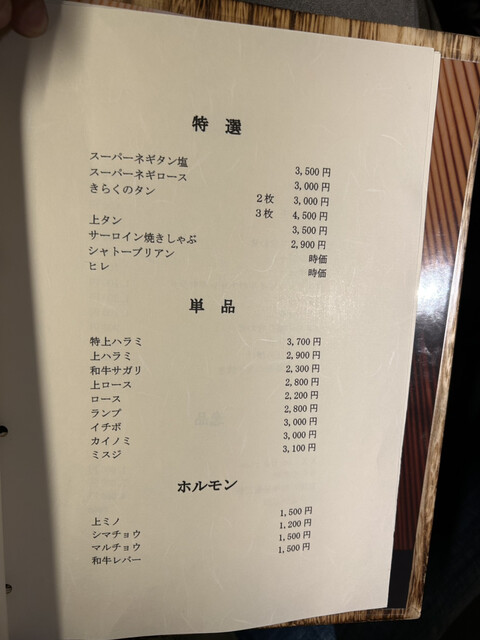 特 選
スーパーネギタン塩 3,500円
スーパーネギロース 3,000円
きらくのタン 2枚 3,000円
3枚 4,500円
上タン 3,500円
サーロイン焼きしゃぶ 2,900円
シャトーブリアン 時価
ヒレ 時価
単 品
特上ハラミ 3,700円
上ハラミ 2,900円
和牛サガリ 2,300円
上ロース 2,800円
ロース 2,200円
ランプ 2,800円
イチボ 3,000円
カイノミ 3,000円
ミスジ 3,100円
ホルモン
上ミノ 1,500円
シマチョウ 1,200円
マルチョウ 1,500円
和牛レバー 1,500円